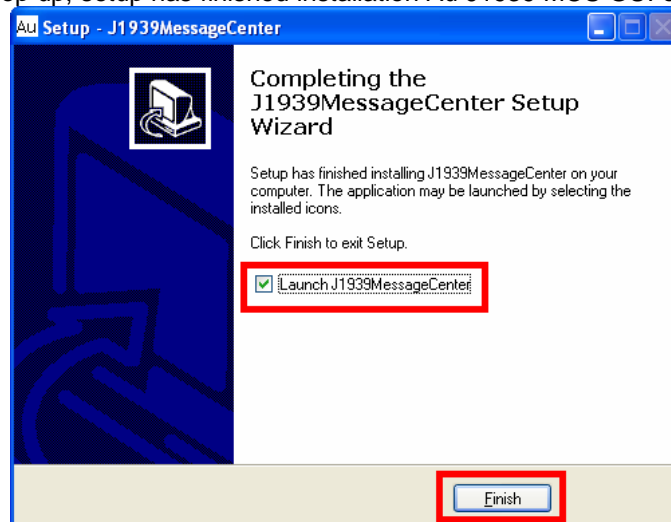 Au Setup - J1939MessageCenter
Completing the
J1939MessageCenter Setup
Wizard
Setup has finished installing J1939MessageCenter on your
computer. The application may be launched by selecting the
installed icons.
Click Finish to exit Setup.
Launch J1939MessageCenter
Finish